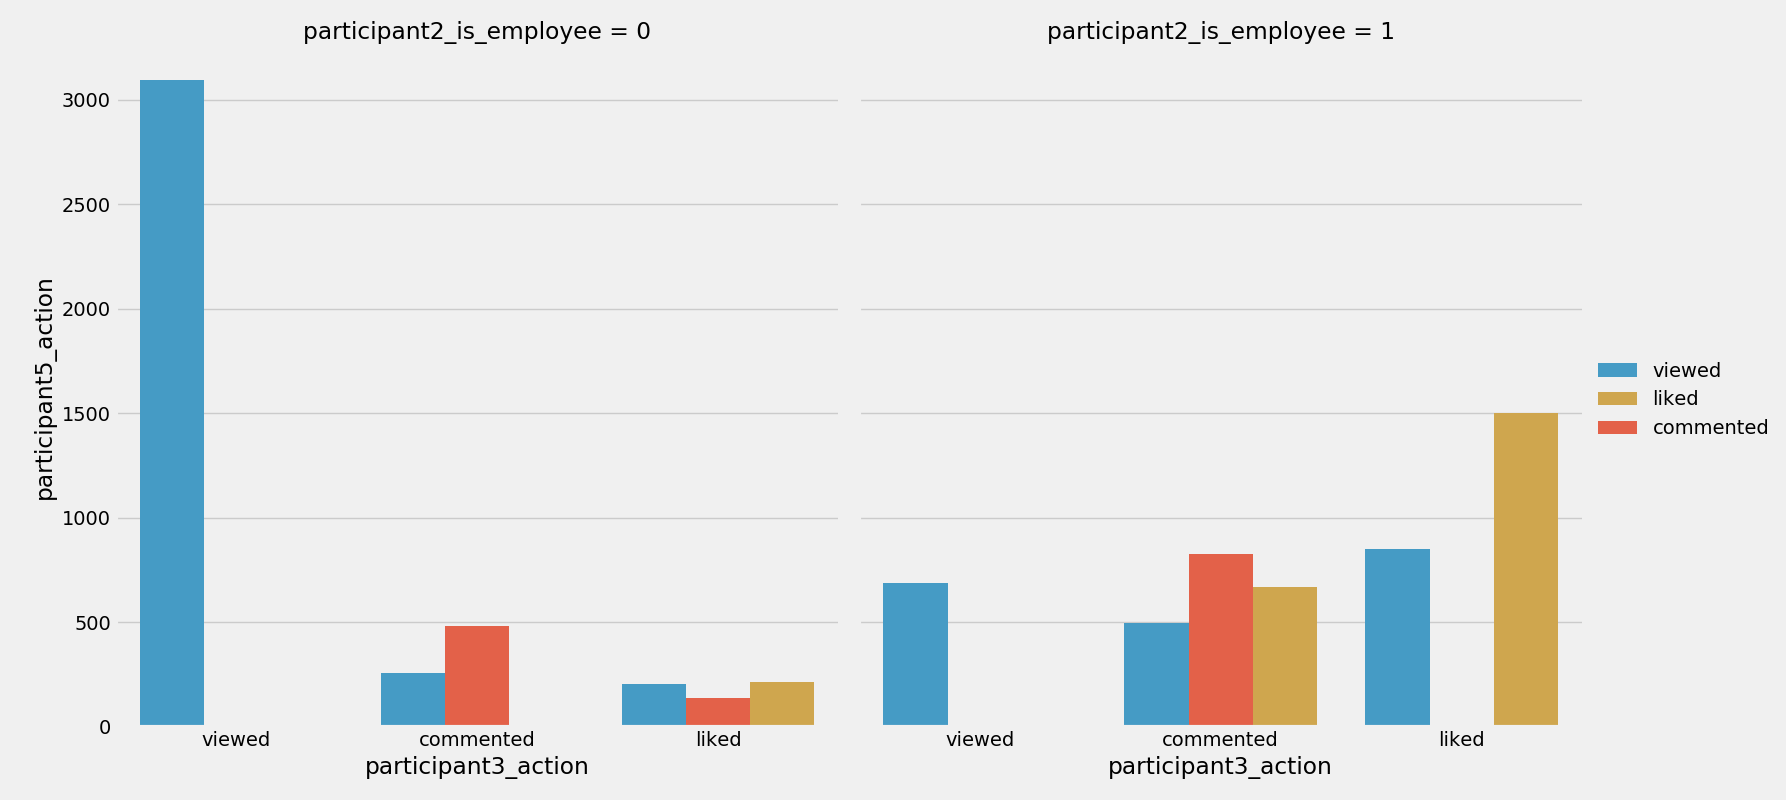 participant2_is_employee = 0
participant2_is_employee = 1
participant5_action
3000
2500
2000
1500
1000
500
0
viewed
commented
liked
participant3_action
viewed
commented
liked
participant3_action
viewed
liked
commented